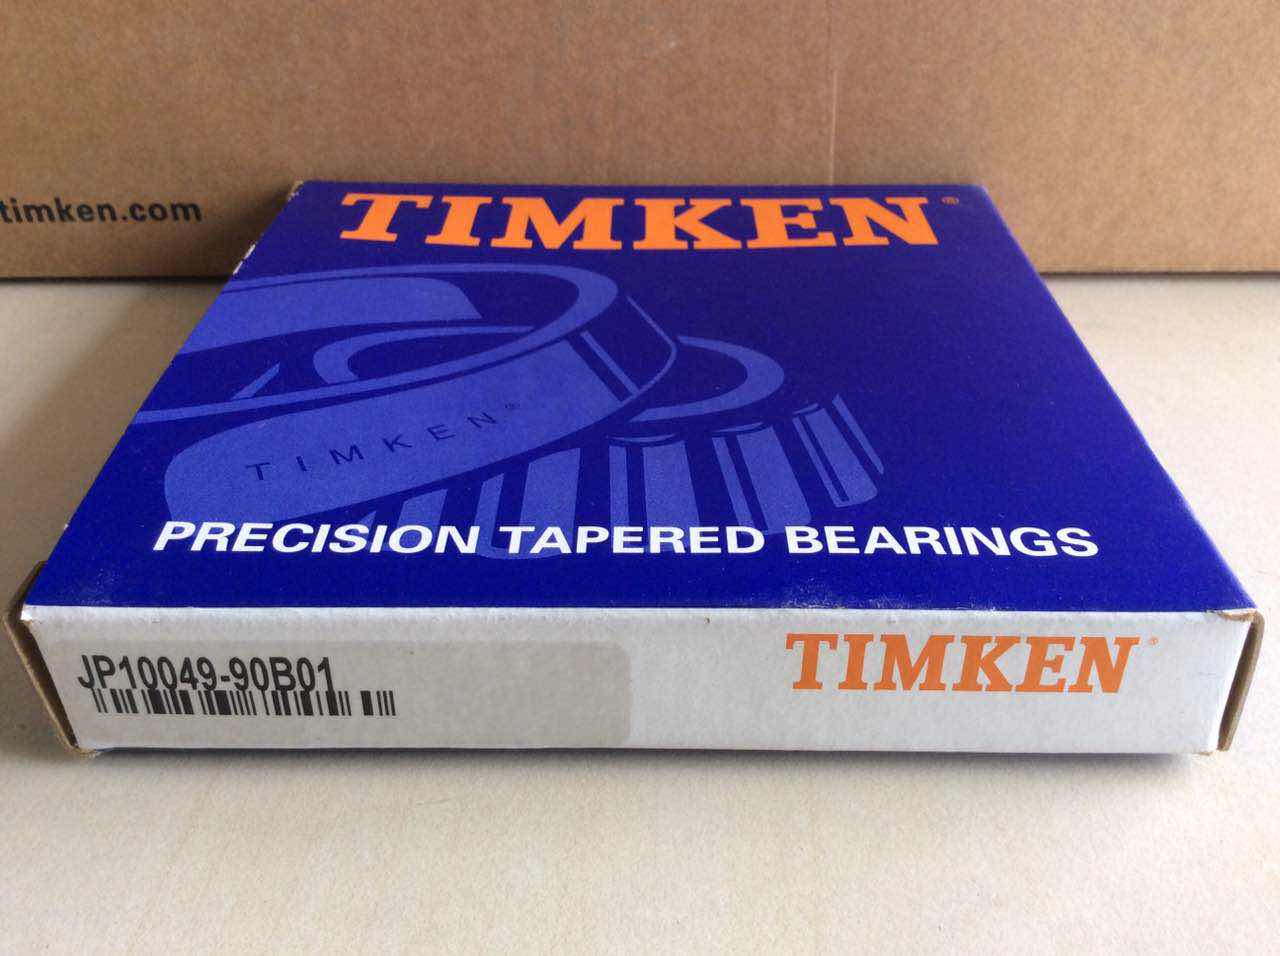 timken.com
TIMKEN®
TIMKEN®
PRECISION TAPERED BEARINGS
JP10049-90B01
TIMKEN®